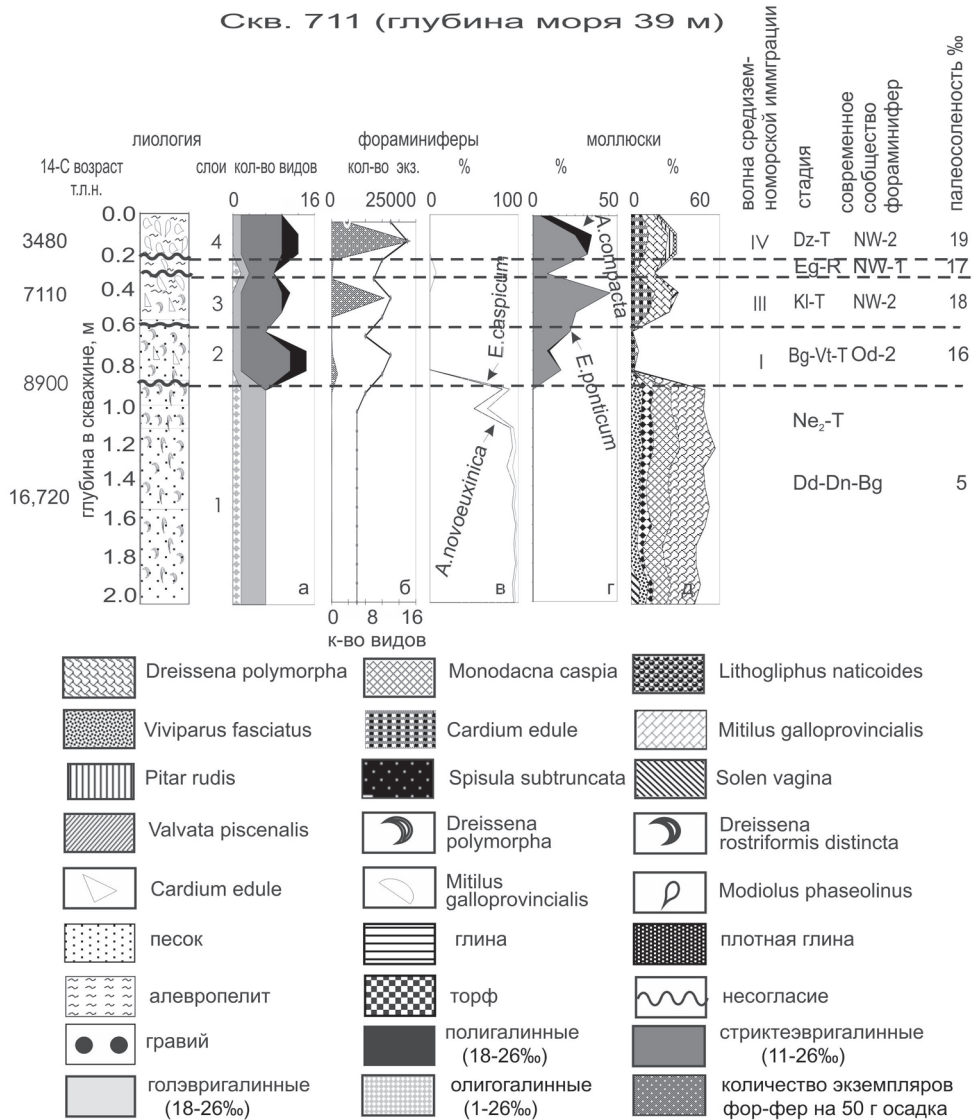 Скв. 711 (глубина моря 39 м)
волна средизем-
номорской иммграции
стадия
современное
сообщество
фораминифер
палеосоленость ‰
лиология
фораминиферы
моллюски
14-С возраст
т.л.н.
слои
кол-во видов
кол-во экз.
%
%
%
0 16
0 25000
0 100
0 50
0 60
глубина в скважине, м
0.0
3480
4
IV Dz-T NW-2 19
0.2
Eg-R NW-1 17
7110
0.4
3
III Kl-T NW-2 18
0.6
2
I Bg-Vt-T Od-2 16
0.8
8900
1.0
Ne₂-T
1.2
1.4
16,720
1
Dd-Dn-Bg 5
1.6
1.8
2.0
A.compacta
E.caspicum
E.ponticum
A.novoeuxinica
а
б
в
г
д
0 8 16
к-во видов
Dreissena polymorpha
Monodacna caspia
Lithogliphus naticoides
Viviparus fasciatus
Cardium edule
Mitilus galloprovincialis
Pitar rudis
Spisula subtruncata
Solen vagina
Valvata piscenalis
Dreissena
polymorpha
Dreissena
rostriformis distincta
Cardium edule
Mitilus
galloprovincialis
Modiolus phaseolinus
песок
глина
плотная глина
алевропелит
торф
несогласие
гравий
полигалинные
(18-26‰)
стриктеэвригалинные
(11-26‰)
голэвригалинные
(18-26‰)
олигогалинные
(1-26‰)
количество экземпляров
фор-фер на 50 г осадка